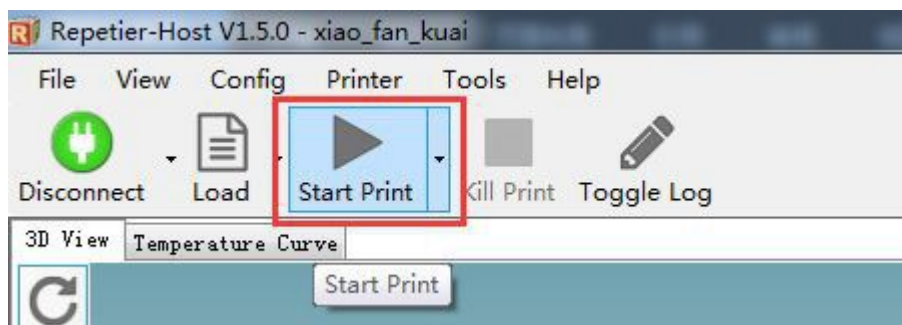 Repetier-Host V1.5.0 - xiao_fan_kuai
File View Config Printer Tools Help
Disconnect Load Start Print Kill Print Toggle Log
3D View Temperature Curve
Start Print